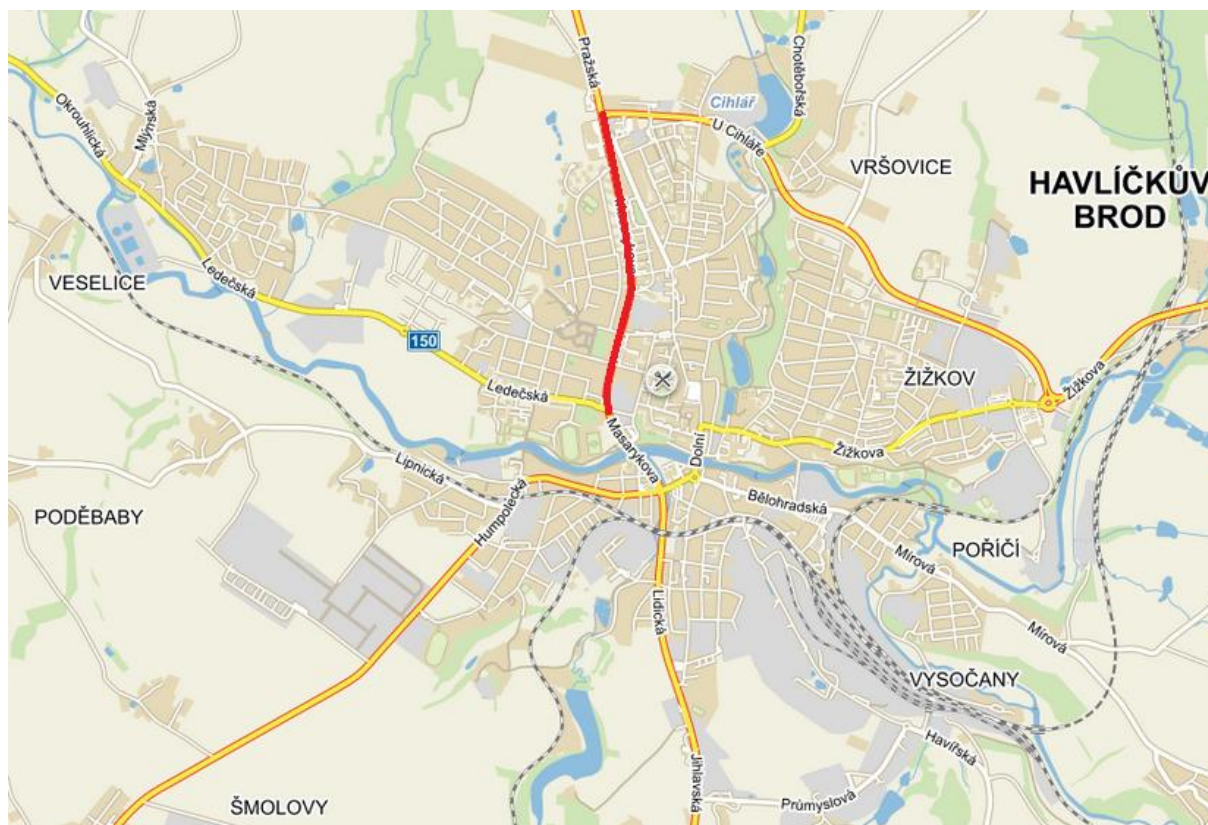 Pražská
Chotěbořská
Cihlář
U Cihláře
Okrouhlická
Mlýnská
VRŠOVICE
HAVLÍČKŮV
BROD
VESELICE
Ledečská
150
Ledečská
ŽIŽKOV
Žižkova
Masarykova
Dolní
Žižkova
Lipnická
Humpolecká
Bělohradská
PODĚBABY
POŘÍČÍ
Mírová
Lidická
Mírová
VYSOČANY
Havířská
Jihlavská
Průmyslová
ŠMOLOVY